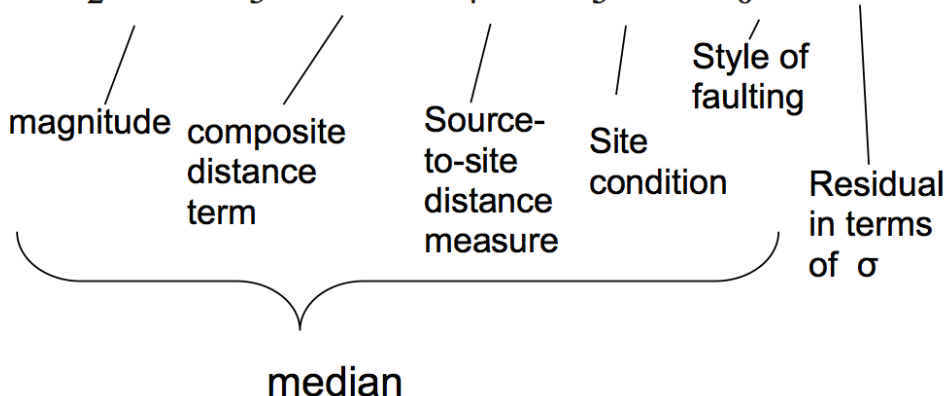 magnitude
composite
distance
term
Source-
to-site
distance
measure
Site
condition
Style of
faulting
Residual
in terms
of σ
median